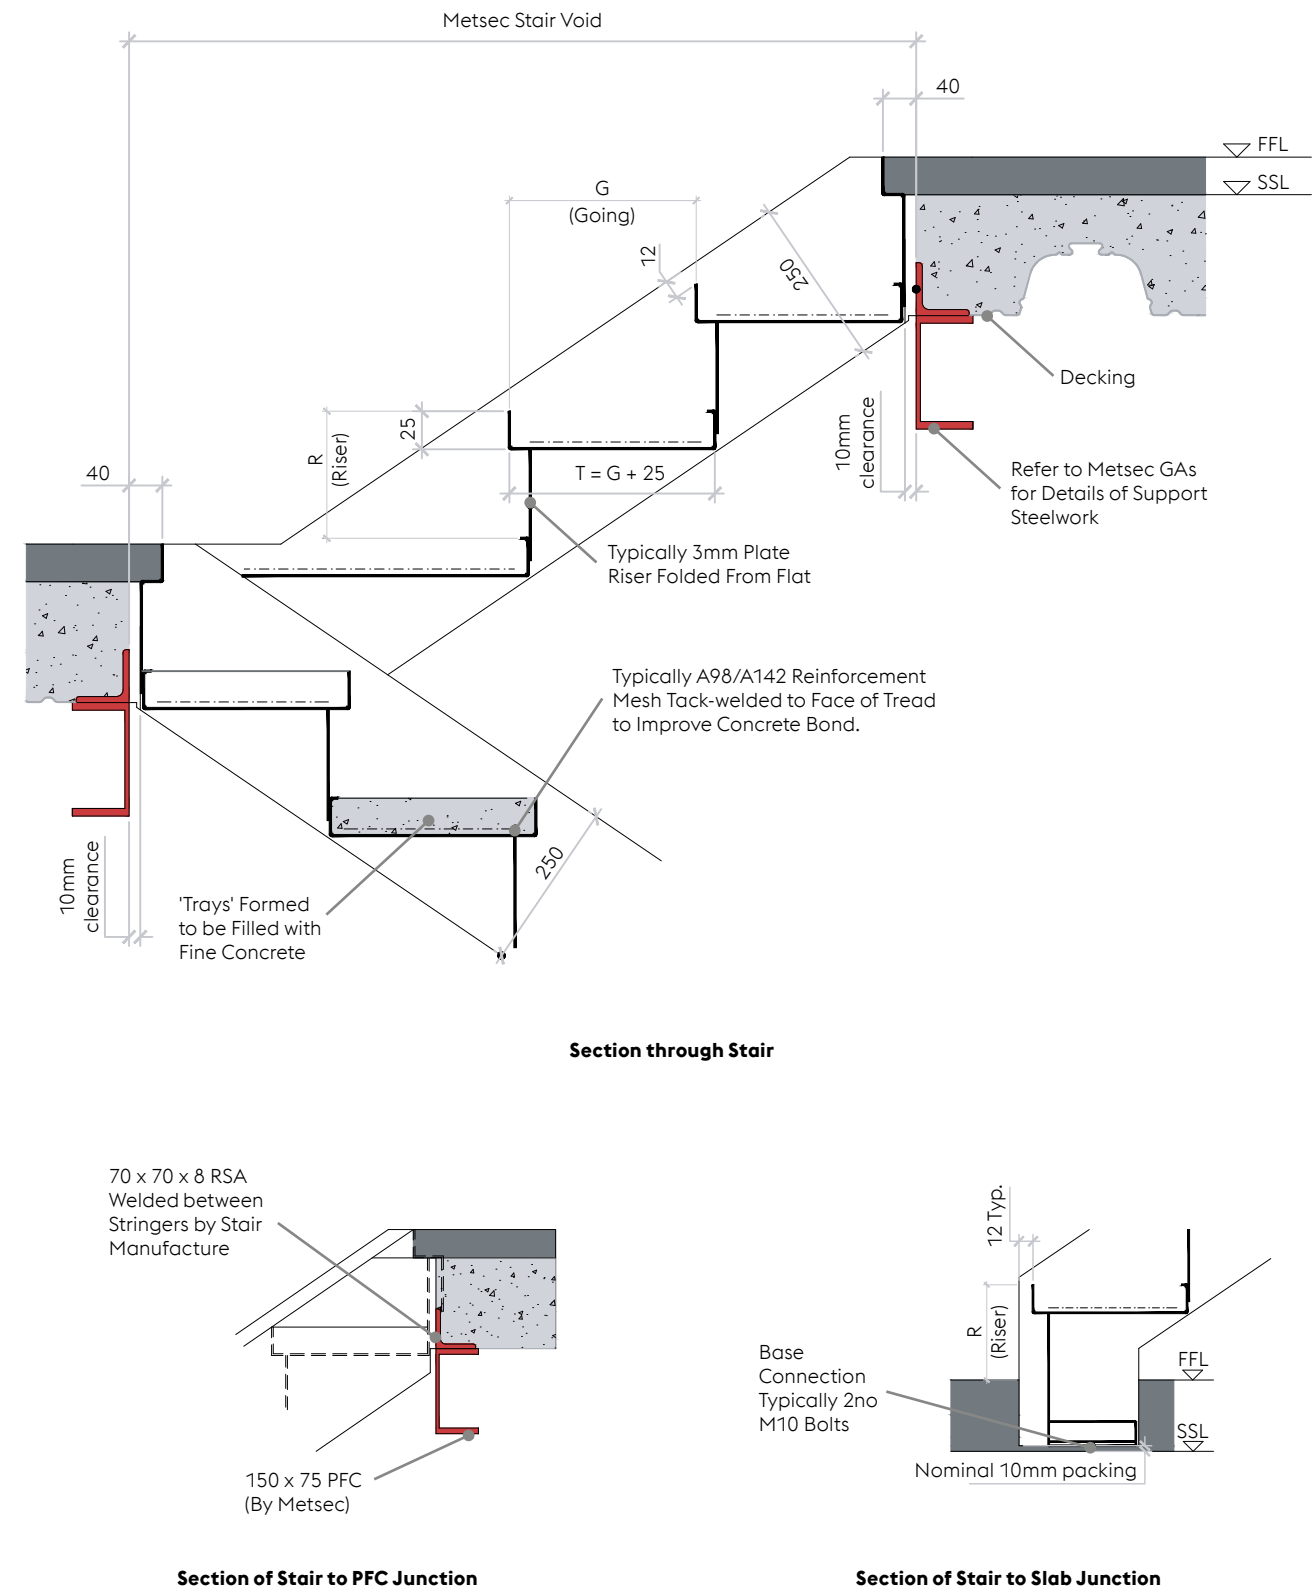 Metsec Stair Void
40
FFL
SSL
G
(Going)
12
250
Decking
R
(Riser)
25
10mm
clearance
T = G + 25
40
Refer to Metsec GAs
for Details of Support
Steelwork
Typically 3mm Plate
Riser Folded From Flat
Typically A98/A142 Reinforcement
Mesh Tack-welded to Face of Tread
to Improve Concrete Bond.
10mm
clearance
250
'Trays' Formed
to be Filled with
Fine Concrete
Section through Stair
70 x 70 x 8 RSA
Welded between
Stringers by Stair
Manufacture
150 x 75 PFC
(By Metsec)
Section of Stair to PFC Junction
12 Typ.
R
(Riser)
Base
Connection
Typically 2no
M10 Bolts
FFL
SSL
Nominal 10mm packing
Section of Stair to Slab Junction